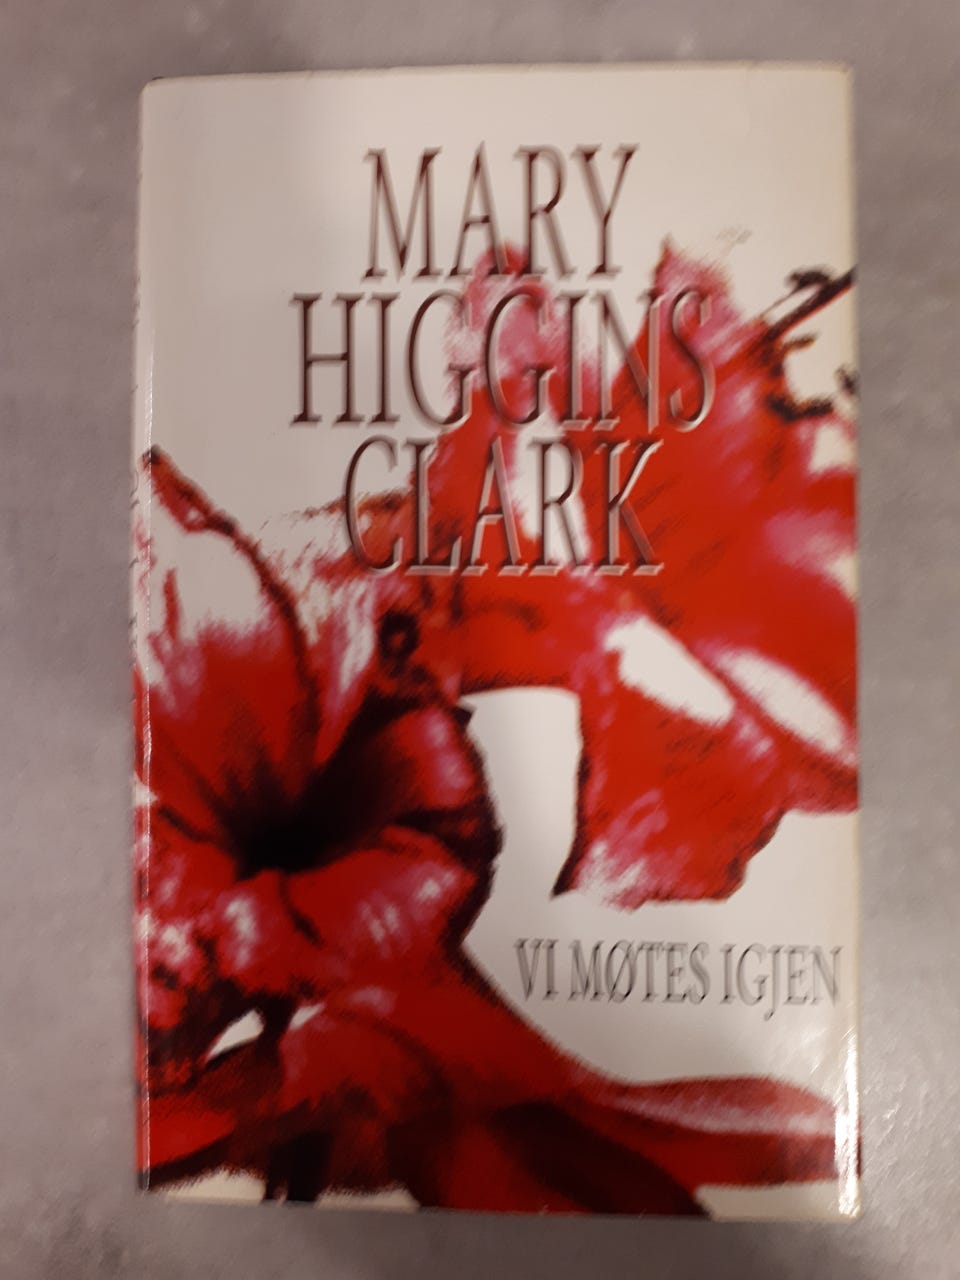 MARY
HIGGINS
CLARK
VI MØTES IGJEN